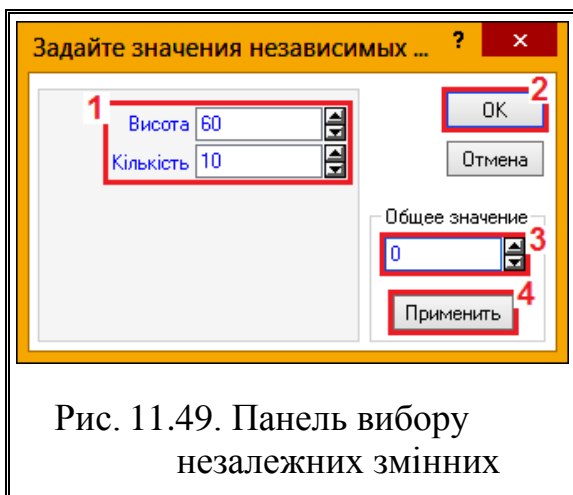 Задайте значения независимых ... ? ×
1
Висота 60
Кількість 10
2
OK
Отмена
Общее значение
0
3
4
Применить
Рис. 11.49. Панель вибору
незалежних змінних